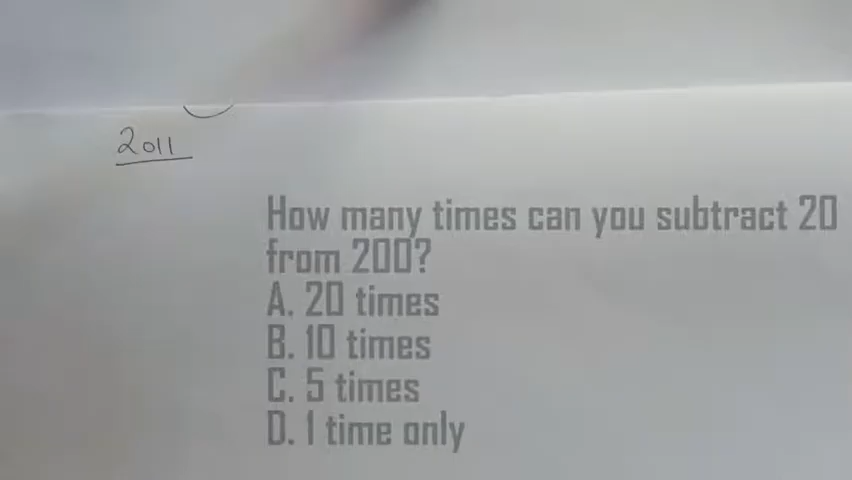 2011
How many times can you subtract 20
from 200?
A. 20 times
B. 10 times
C. 5 times
D. 1 time only